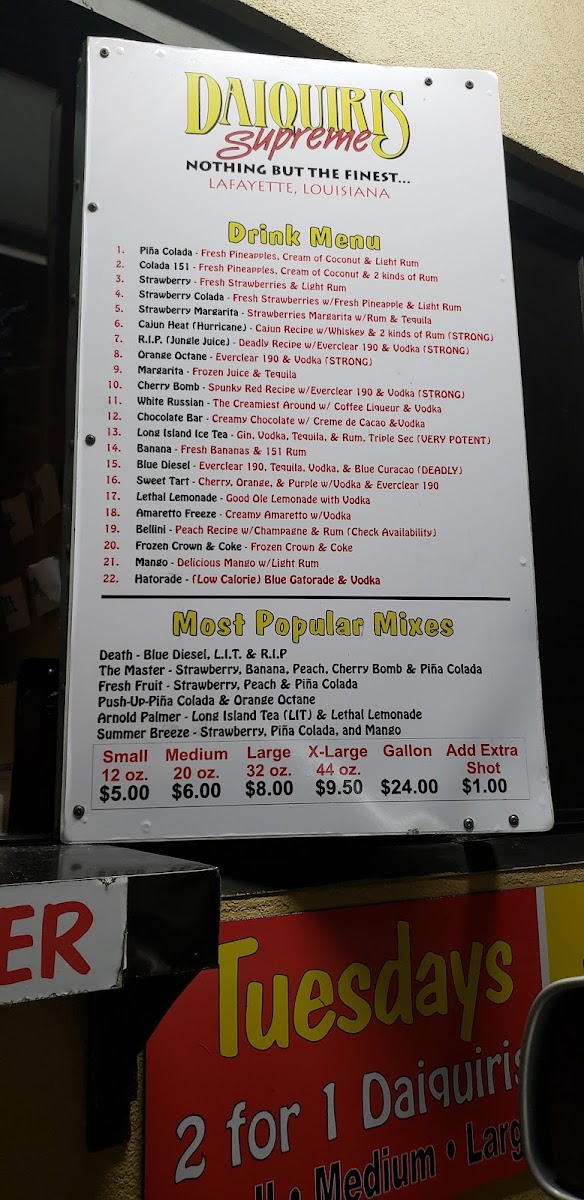 DAIQUIRIS
Supreme
NOTHING BUT THE FINEST...
LAFAYETTE, LOUISIANA
Drink Menu
1. Piña Colada - Fresh Pineapples, Cream of Coconut & Light Rum
2. Colada 151 - Fresh Pineapples, Cream of Coconut & 2 kinds of Rum
3. Strawberry - Fresh Strawberries & Light Rum
4. Strawberry Colada - Fresh Strawberries w/Fresh Pineapple & Light Rum
5. Strawberry Margarita - Strawberries Margarita w/Rum & Tequila
6. Cajun Heat (Hurricane) - Cajun Recipe w/Whiskey & 2 kinds of Rum (STRONG)
7. R.I.P. (Jungle Juice) - Deadly Recipe w/Everclear 190 & Vodka (STRONG)
8. Orange Octane - Everclear 190 & Vodka (STRONG)
9. Margarita - Frozen Juice & Tequila
10. Cherry Bomb - Spunky Red Recipe w/Everclear 190 & Vodka (STRONG)
11. White Russian - The Creamiest Around w/ Coffee Liqueur & Vodka
12. Chocolate Bar - Creamy Chocolate w/ Creme de Cacao &Vodka
13. Long Island Ice Tea - Gin, Vodka, Tequila, & Rum, Triple Sec (VERY POTENT)
14. Banana - Fresh Bananas & 151 Rum
15. Blue Diesel - Everclear 190, Tequila, Vodka, & Blue Curacao (DEADLY)
16. Sweet Tart - Cherry, Orange, & Purple w/Vodka & Everclear 190
17. Lethal Lemonade - Good Ole Lemonade with Vodka
18. Amaretto Freeze - Creamy Amaretto w/Vodka
19. Bellini - Peach Recipe w/Champagne & Rum (Check Availability)
20. Frozen Crown & Coke - Frozen Crown & Coke
21. Mango - Delicious Mango w/Light Rum
22. Hatorade - (Low Calorie) Blue Gatorade & Vodka
Most Popular Mixes
Death - Blue Diesel, L.I.T. & R.I.P
The Master - Strawberry, Banana, Peach, Cherry Bomb & Piña Colada
Fresh Fruit - Strawberry, Peach & Piña Colada
Push-Up-Piña Colada & Orange Octane
Arnold Palmer - Long Island Tea (LIT) & Lethal Lemonade
Summer Breeze - Strawberry, Piña Colada, and Mango
Small Medium Large X-Large Gallon Add Extra
12 oz. 20 oz. 32 oz. 44 oz. Shot
$5.00 $6.00 $8.00 $9.50 $24.00 $1.00
ER
Tuesdays
2 for 1 Daiquiris
ll • Medium • Larg